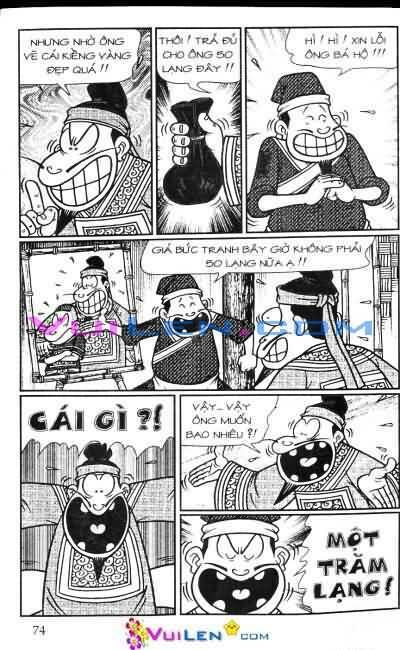 NHƯNG NHỜ ÔNG
VẼ CÁI KIỀNG VÀNG
ĐẸP QUÁ !!
THÔI ! TRẢ ĐỦ
CHO ÔNG 50
LẠNG ĐÂY !!
HÌ ! HÌ ! XIN LỖI
ÔNG BÁ HỘ !!!
GIÁ BỨC TRANH BÂY GIỜ KHÔNG PHẢI
50 LẠNG NỮA Ạ !!
VUILEN.COM
CÁI GÌ ?!
VẬY... VẬY
ÔNG MUỐN
BAO NHIÊU ?!
MỘT
TRĂM
LẠNG!
74
VUILEN.COM